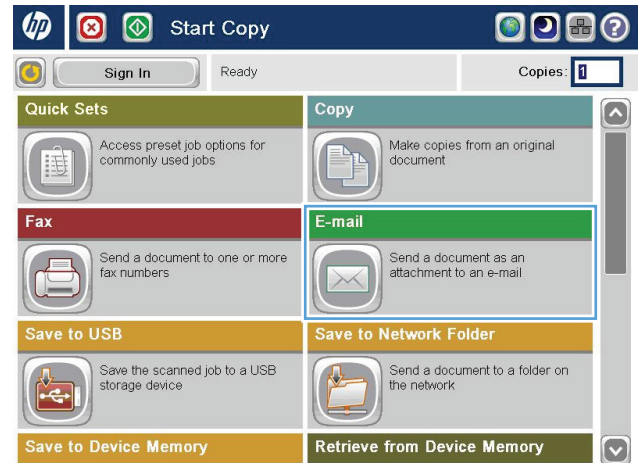 hp Start Copy ?
Sign In Ready Copies: 1
Quick Sets
Access preset job options for
commonly used jobs
Copy
Make copies from an original
document
Fax
Send a document to one or more
fax numbers
E-mail
Send a document as an
attachment to an e-mail
Save to USB
Save the scanned job to a USB
storage device
Save to Network Folder
Send a document to a folder on
the network
Save to Device Memory
Retrieve from Device Memory